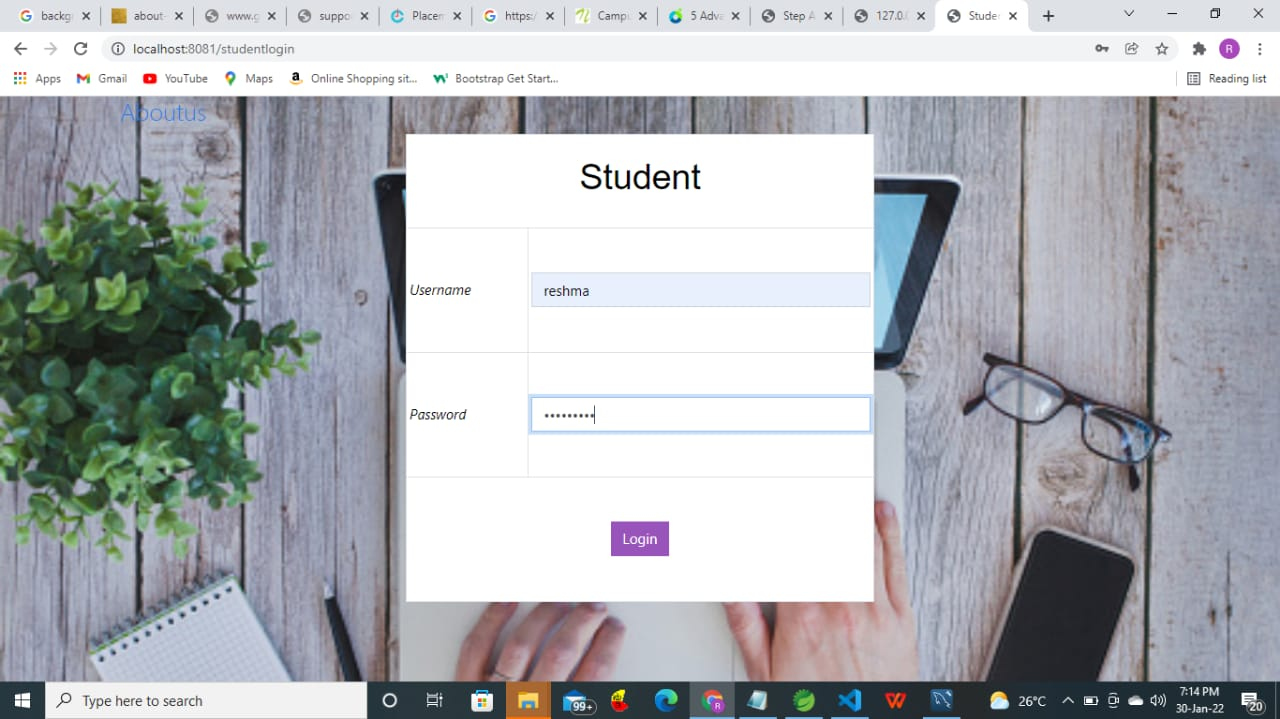 backg
about-
www.g
suppo
Placem
https:/
Campu
5 Adva
Step A
127.0.
Studen
localhost:8081/studentlogin
R
Apps
Gmail
YouTube
Maps
Online Shopping sit...
Bootstrap Get Start...
Reading list
Aboutus
Student
Username
reshma
Password
•••••••••
Login
Type here to search
99+
R
26°C
7:14 PM
30-Jan-22
20